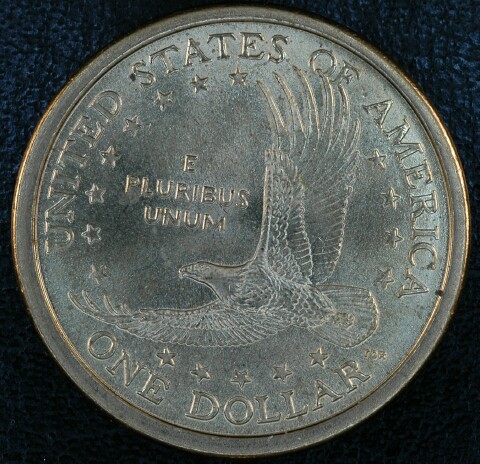 UNITED STATES OF AMERICA
E
PLURIBUS
UNUM
ONE DOLLAR